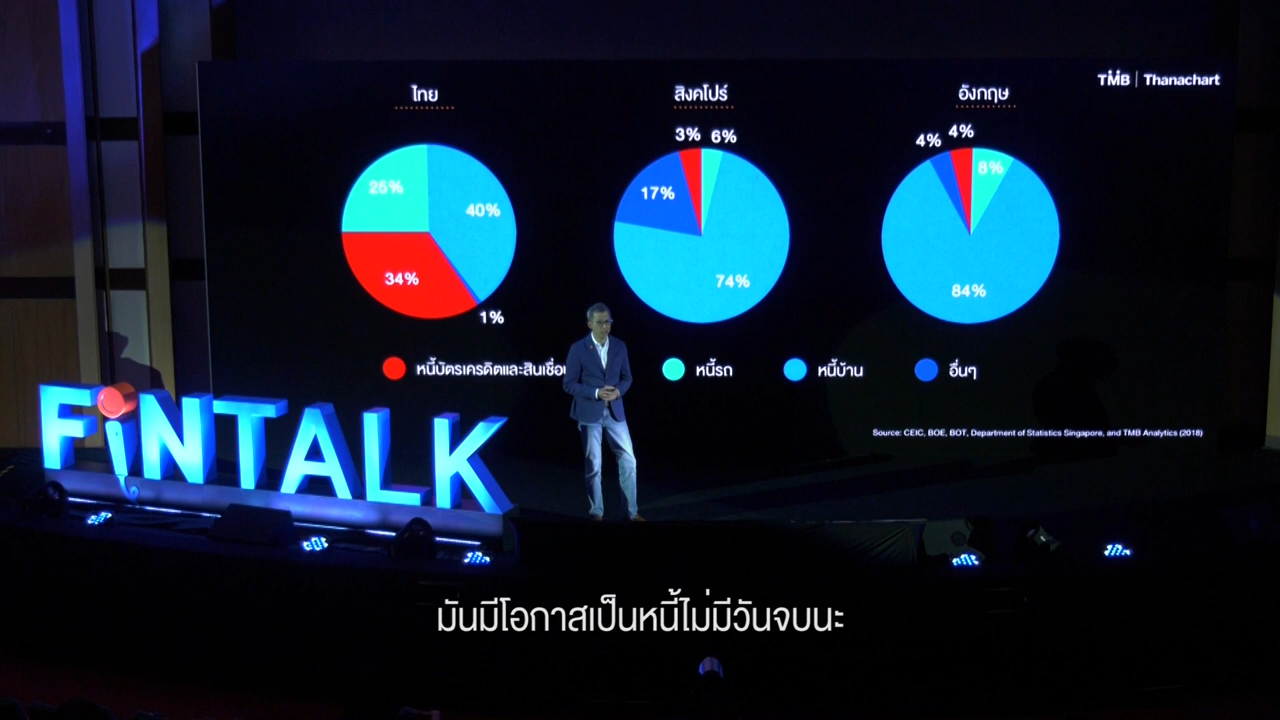 TMB | Thanachart
ไทย
สิงคโปร์
อังกฤษ
25%
40%
34%
1%
3%
6%
17%
74%
4%
4%
8%
84%
หนี้บัตรเครดิตและสินเชื่อ
หนี้รถ
หนี้บ้าน
อื่นๆ
Source: CEIC, BOE, BOT, Department of Statistics Singapore, and TMB Analytics (2018)
FINTALK
มันมีโอกาสเป็นหนี้ไม่มีวันจบนะ